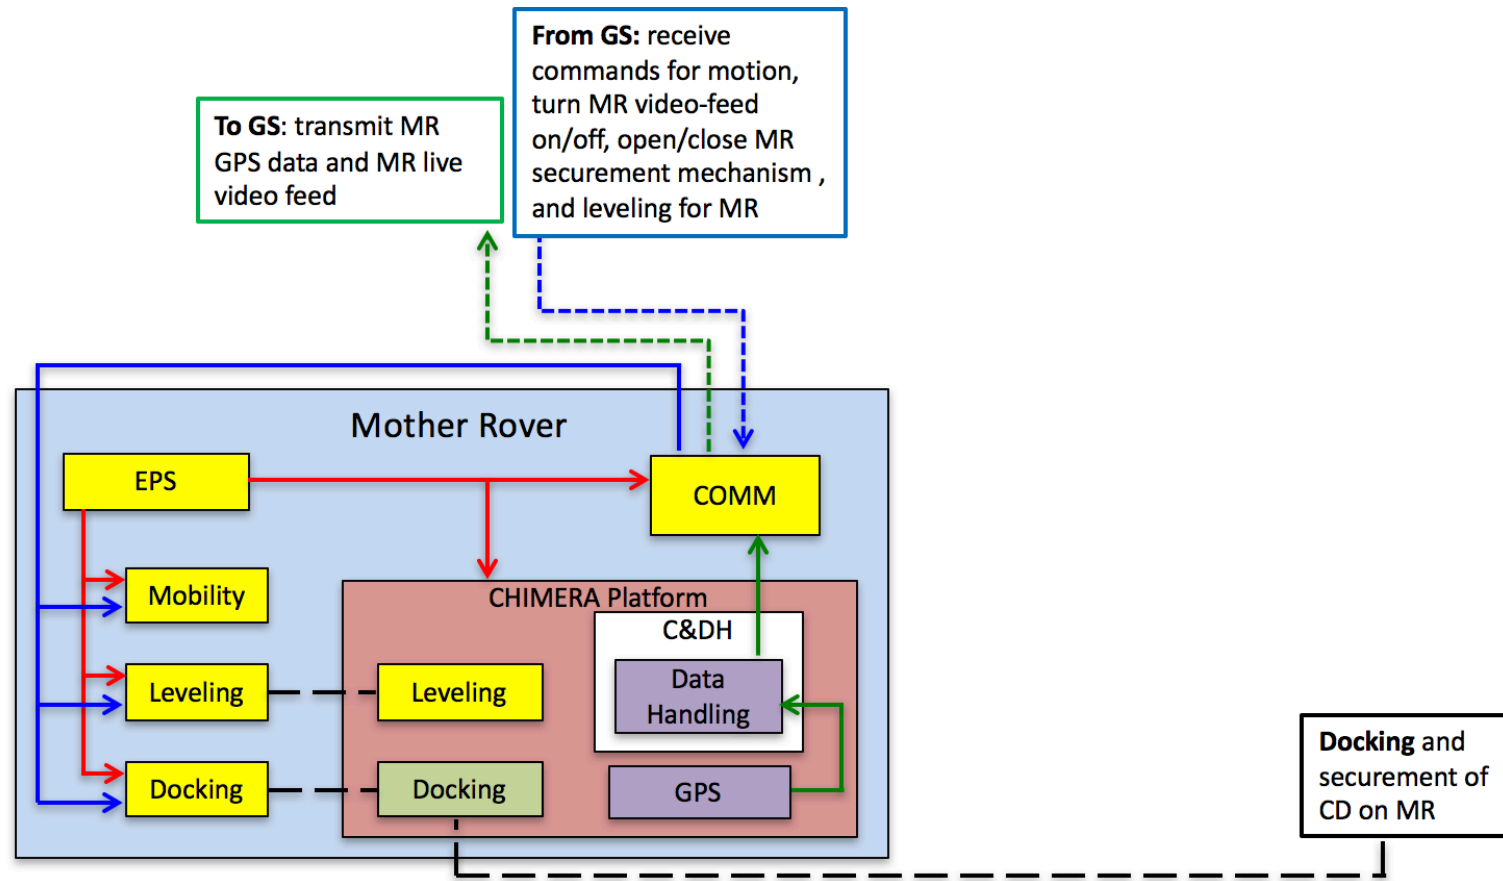 From GS: receive
commands for motion,
turn MR video-feed
on/off, open/close MR
securement mechanism ,
and leveling for MR
To GS: transmit MR
GPS data and MR live
video feed
Mother Rover
EPS
COMM
Mobility
CHIMERA Platform
C&DH
Leveling
Leveling
Data
Handling
Docking
Docking
GPS
Docking and
securement of
CD on MR